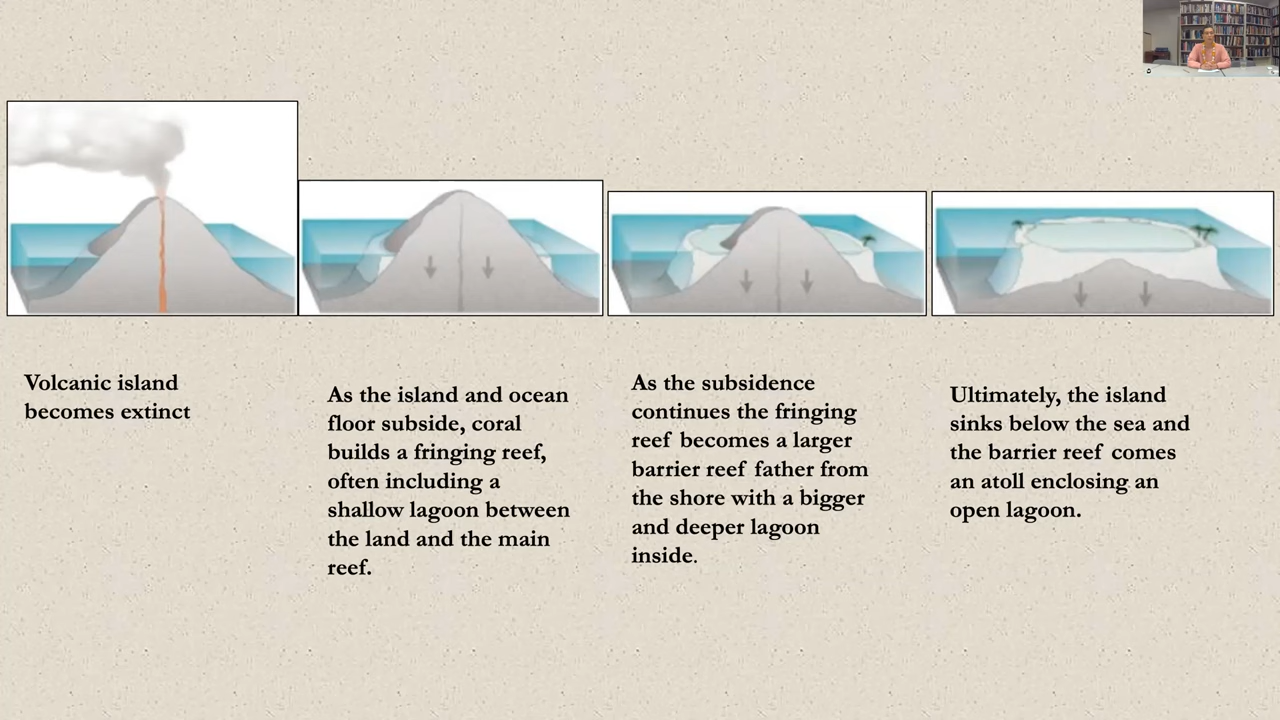 Volcanic island
becomes extinct
As the island and ocean
floor subside, coral
builds a fringing reef,
often including a
shallow lagoon between
the land and the main
reef.
As the subsidence
continues the fringing
reef becomes a larger
barrier reef father from
the shore with a bigger
and deeper lagoon
inside.
Ultimately, the island
sinks below the sea and
the barrier reef comes
an atoll enclosing an
open lagoon.